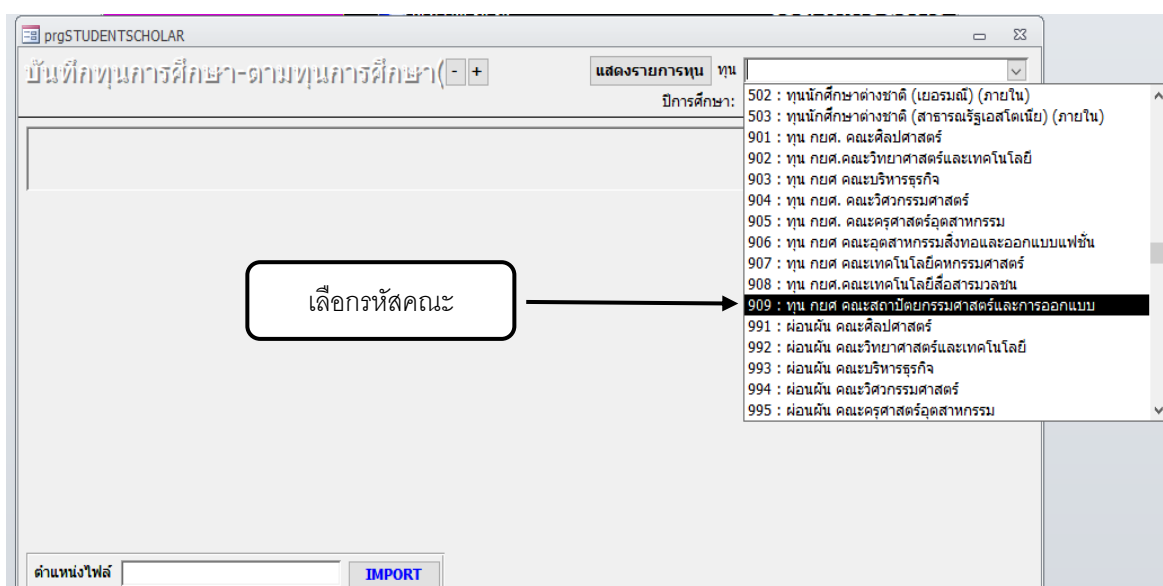 prgSTUDENTSCHOLAR
บันทึกทุนการศึกษา-ตามทุนการศึกษา( - +
แสดงรายการทุน ทุน
ปีการศึกษา:
502 : ทุนนักศึกษาต่างชาติ (เยอรมณี) (ภายใน)
503 : ทุนนักศึกษาต่างชาติ (สาธารณรัฐเอสโตเนีย) (ภายใน)
901 : ทุน กยศ. คณะศิลปศาสตร์
902 : ทุน กยศ.คณะวิทยาศาสตร์และเทคโนโลยี
903 : ทุน กยศ คณะบริหารธุรกิจ
904 : ทุน กยศ. คณะวิศวกรรมศาสตร์
905 : ทุน กยศ. คณะครุศาสตร์อุตสาหกรรม
906 : ทุน กยศ คณะอุตสาหกรรมสิ่งทอและออกแบบแฟชั่น
907 : ทุน กยศ คณะเทคโนโลยีคหกรรมศาสตร์
908 : ทุน กยศ.คณะเทคโนโลยีสื่อสารมวลชน
909 : ทุน กยศ คณะสถาปัตยกรรมศาสตร์และการออกแบบ
991 : ผ่อนผัน คณะศิลปศาสตร์
992 : ผ่อนผัน คณะวิทยาศาสตร์และเทคโนโลยี
993 : ผ่อนผัน คณะบริหารธุรกิจ
994 : ผ่อนผัน คณะวิศวกรรมศาสตร์
995 : ผ่อนผัน คณะครุศาสตร์อุตสาหกรรม
เลือกรหัสคณะ
ตำแหน่งไฟล์
IMPORT